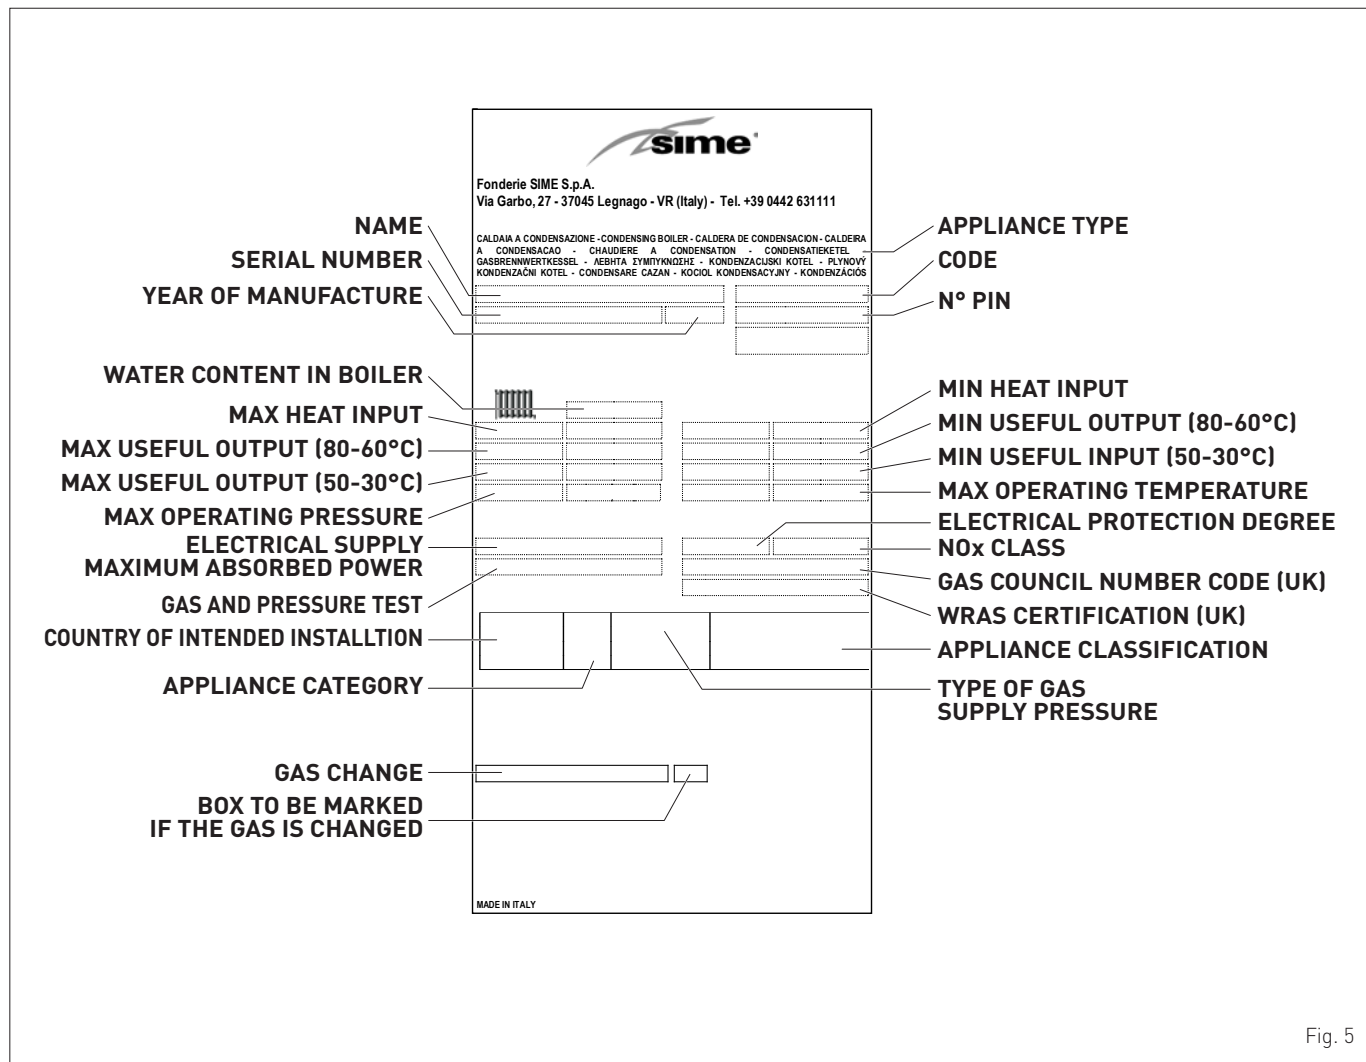 sime®
Fonderie SIME S.p.A.
Via Garbo, 27 - 37045 Legnago - VR (Italy) - Tel. +39 0442 631111
CALDAIA A CONDENSAZIONE - CONDENSING BOILER - CALDERA DE CONDENSACION - CALDEIRA
A CONDENSACAO - CHAUDIERE A CONDENSATION - CONDENSATIEKETEL
GASBRENNWERTKESSEL - ΛΕΒΗΤΑ ΣΥΜΠΥΚΝΩΣΗΣ - KONDENZACIJSKI KOTEL - PLYNOVÝ
KONDENZAČNI KOTEL - CONDENSARE CAZAN - KOCIOL KONDENSACYJNY - KONDENZÁCIÓS
NAME
SERIAL NUMBER
YEAR OF MANUFACTURE
WATER CONTENT IN BOILER
MAX HEAT INPUT
MAX USEFUL OUTPUT (80-60°C)
MAX USEFUL OUTPUT (50-30°C)
MAX OPERATING PRESSURE
ELECTRICAL SUPPLY
MAXIMUM ABSORBED POWER
GAS AND PRESSURE TEST
COUNTRY OF INTENDED INSTALLTION
APPLIANCE CATEGORY
GAS CHANGE
BOX TO BE MARKED
IF THE GAS IS CHANGED
APPLIANCE TYPE
CODE
N° PIN
MIN HEAT INPUT
MIN USEFUL OUTPUT (80-60°C)
MIN USEFUL INPUT (50-30°C)
MAX OPERATING TEMPERATURE
ELECTRICAL PROTECTION DEGREE
NOx CLASS
GAS COUNCIL NUMBER CODE (UK)
WRAS CERTIFICATION (UK)
APPLIANCE CLASSIFICATION
TYPE OF GAS
SUPPLY PRESSURE
MADE IN ITALY
Fig. 5